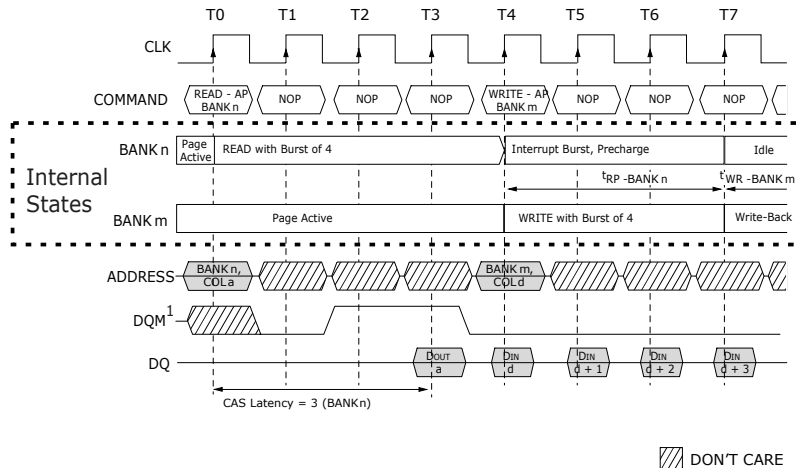 T0 T1 T2 T3 T4 T5 T6 T7
CLK
COMMAND
READ - AP
BANK n
NOP
NOP
NOP
WRITE - AP
BANK m
NOP
NOP
NOP
Internal
States
BANK n
Page
Active
READ with Burst of 4
Interrupt Burst, Precharge
Idle
tRP -BANK n
tWR -BANK m
BANK m
Page Active
WRITE with Burst of 4
Write-Back
ADDRESS
BANK n,
COL a
BANK m,
COL d
DQM1
DQ
DOUT
a
DIN
d
DIN
d + 1
DIN
d + 2
DIN
d + 3
CAS Latency = 3 (BANK n)
DON'T CARE